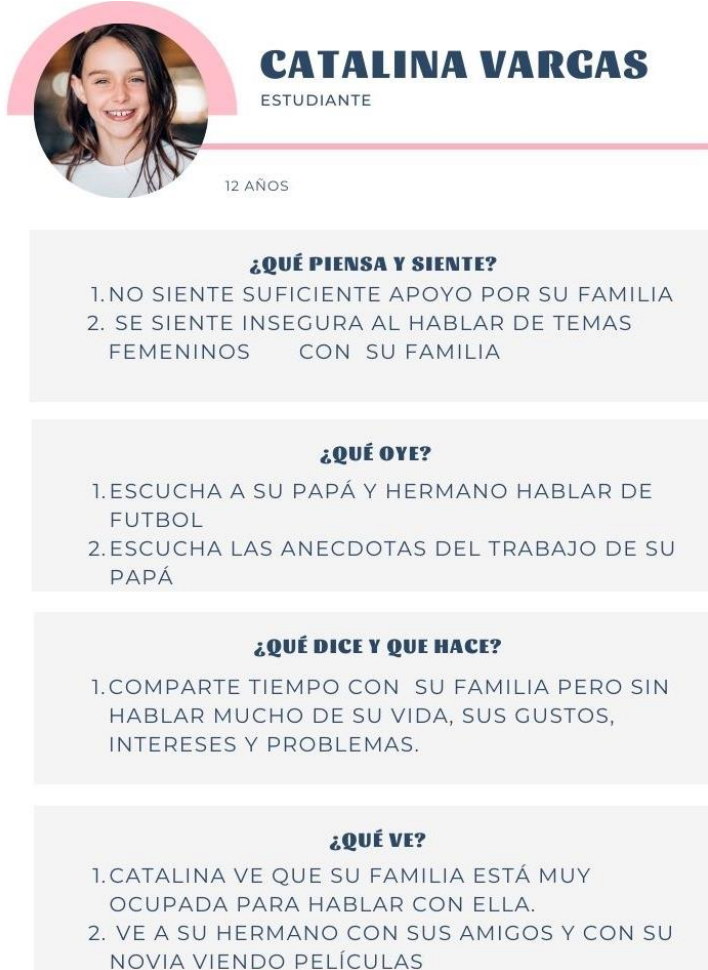 CATALINA VARGAS
ESTUDIANTE
12 AÑOS
¿QUÉ PIENSA Y SIENTE?
1. NO SIENTE SUFICIENTE APOYO POR SU FAMILIA
2. SE SIENTE INSEGURA AL HABLAR DE TEMAS
FEMENINOS CON SU FAMILIA
¿QUÉ OYE?
1. ESCUCHA A SU PAPÁ Y HERMANO HABLAR DE
FUTBOL
2. ESCUCHA LAS ANECDOTAS DEL TRABAJO DE SU
PAPÁ
¿QUÉ DICE Y QUE HACE?
1. COMPARTE TIEMPO CON SU FAMILIA PERO SIN
HABLAR MUCHO DE SU VIDA, SUS GUSTOS,
INTERESES Y PROBLEMAS.
¿QUÉ VE?
1. CATALINA VE QUE SU FAMILIA ESTÁ MUY
OCUPADA PARA HABLAR CON ELLA.
2. VE A SU HERMANO CON SUS AMIGOS Y CON SU
NOVIA VIENDO PELÍCULAS